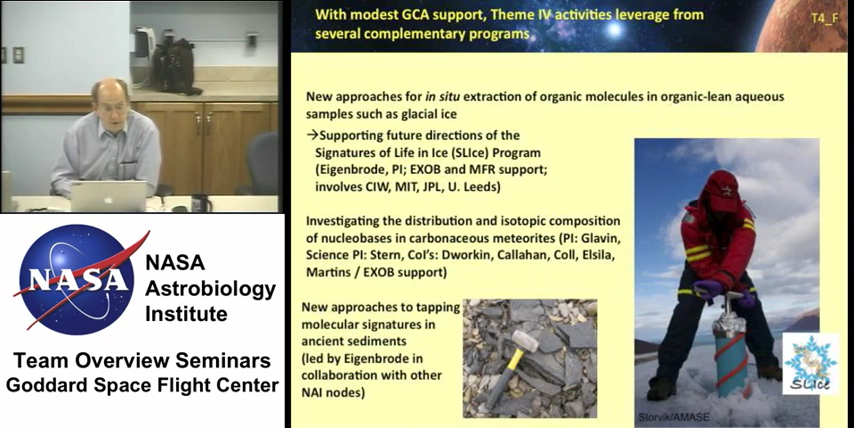 With modest GCA support, Theme IV activities leverage from
several complementary programs
T4_F
New approaches for in situ extraction of organic molecules in organic-lean aqueous
samples such as glacial ice
→Supporting future directions of the
Signatures of Life in Ice (SLIce) Program
(Eigenbrode, PI; EXOB and MFR support;
involves CIW, MIT, JPL, U. Leeds)
Investigating the distribution and isotopic composition
of nucleobases in carbonaceous meteorites (PI: Glavin,
Science PI: Stern, CoI's: Dworkin, Callahan, Coll, Elsila,
Martins / EXOB support)
New approaches to tapping
molecular signatures in
ancient sediments
(led by Eigenbrode in
collaboration with other
NAI nodes)
Storvik/AMASE
SLIce
NASA
NASA
Astrobiology
Institute
Team Overview Seminars
Goddard Space Flight Center